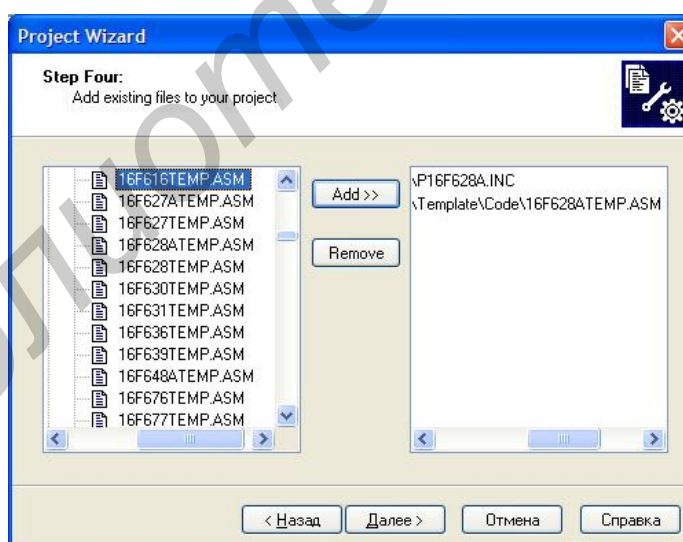 Project Wizard
Step Four:
Add existing files to your project
16F616TEMP.ASM
16F627ATEMP.ASM
16F627TEMP.ASM
16F628ATEMP.ASM
16F628TEMP.ASM
16F630TEMP.ASM
16F631TEMP.ASM
16F636TEMP.ASM
16F639TEMP.ASM
16F648ATEMP.ASM
16F676TEMP.ASM
16F677TEMP.ASM
Add >>
Remove
\P16F628A.INC
\Template\Code\16F628ATEMP.ASM
< Назад
Далее >
Отмена
Справка